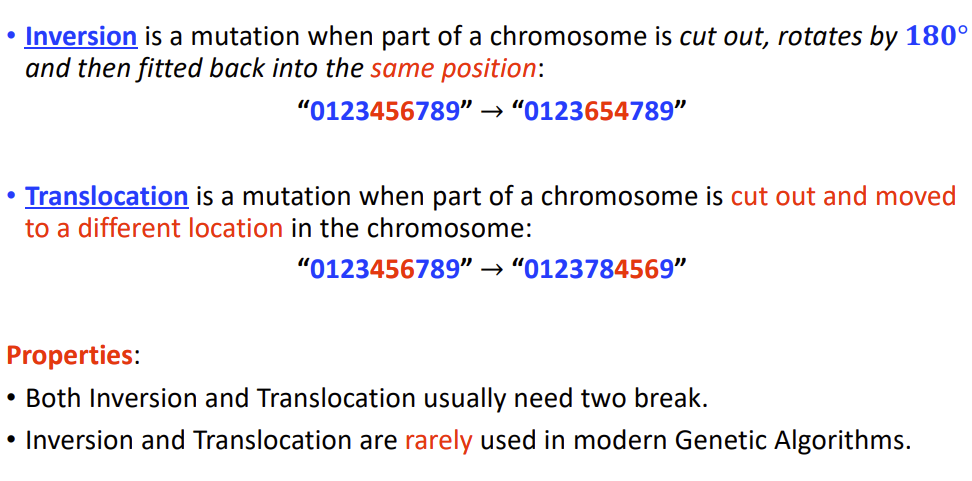 • Inversion is a mutation when part of a chromosome is cut out, rotates by 180°
and then fitted back into the same position:
“0123456789” → “0123654789”
• Translocation is a mutation when part of a chromosome is cut out and moved
to a different location in the chromosome:
“0123456789” → “0123784569”
Properties:
• Both Inversion and Translocation usually need two break.
• Inversion and Translocation are rarely used in modern Genetic Algorithms.